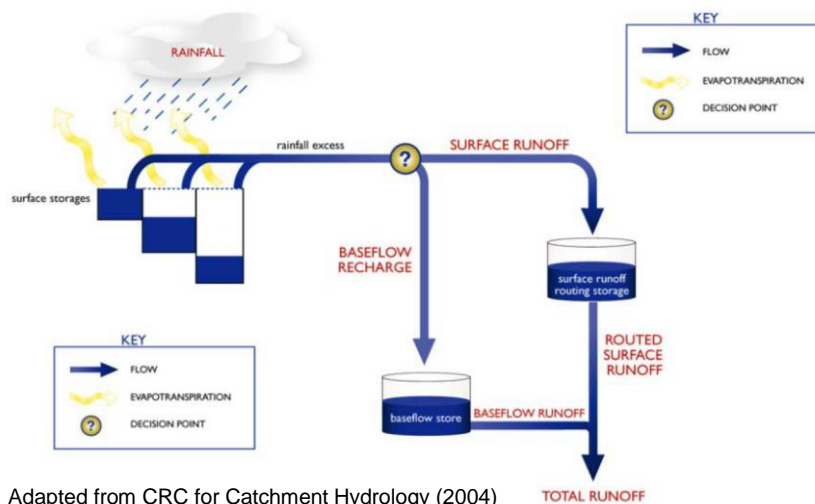 KEY
FLOW
EVAPOTRANSPIRATION
?
DECISION POINT
RAINFALL
rainfall excess
?
SURFACE RUNOFF
surface storages
BASEFLOW
RECHARGE
surface runoff
routing storage
KEY
FLOW
EVAPOTRANSPIRATION
?
DECISION POINT
ROUTED
SURFACE
RUNOFF
baseflow store
BASEFLOW RUNOFF
Adapted from CRC for Catchment Hydrology (2004)
TOTAL RUNOFF